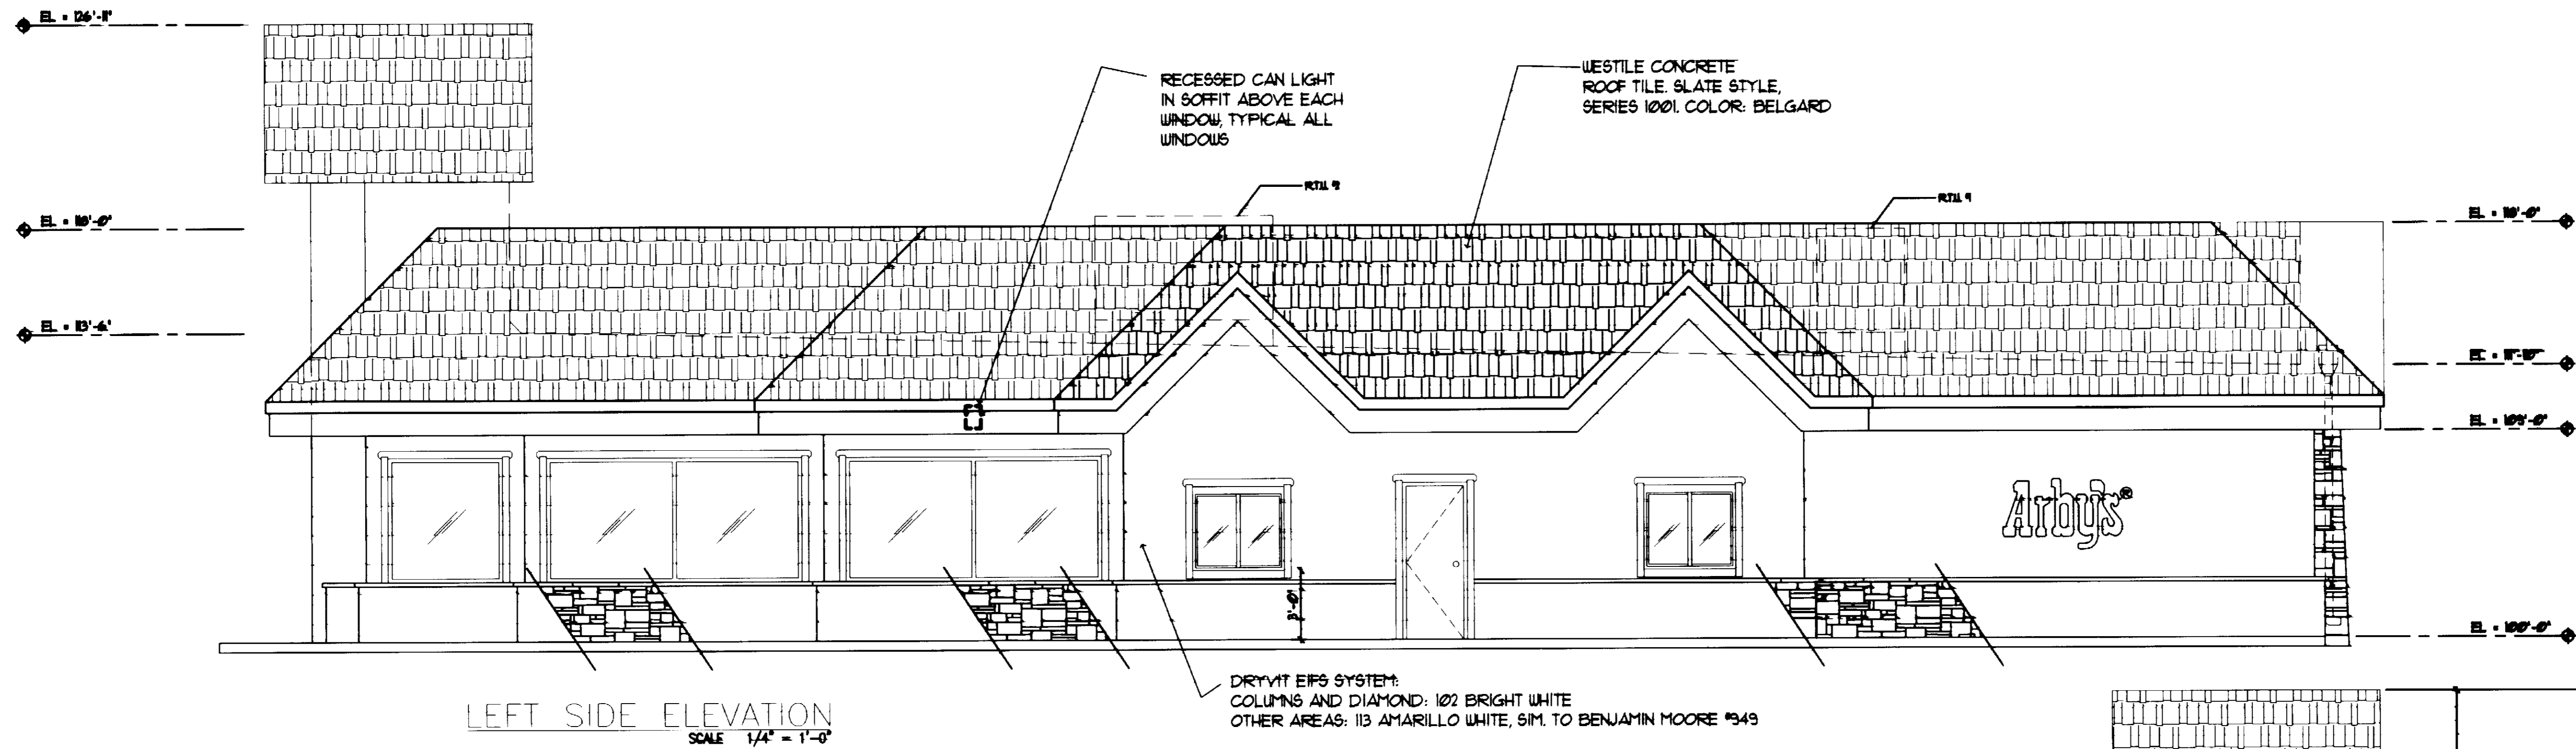 EL = 126'-11"
RECESSED CAN LIGHT
IN SOFFIT ABOVE EACH
WINDOW, TYPICAL ALL
WINDOWS
WESTILE CONCRETE
ROOF TILE. SLATE STYLE,
SERIES 1001. COLOR: BELGARD
EL = 118'-0"
EL = 118'-0"
EL = 113'-6"
EL = 109'-0"
Arby's®
3'-0"
EL = 100'-0"
DRYVIT EIFS SYSTEM:
COLUMNS AND DIAMOND: 102 BRIGHT WHITE
OTHER AREAS: 113 AMARILLO WHITE, SIM. TO BENJAMIN MOORE #949
LEFT SIDE ELEVATION
SCALE 1/4" = 1'-0"